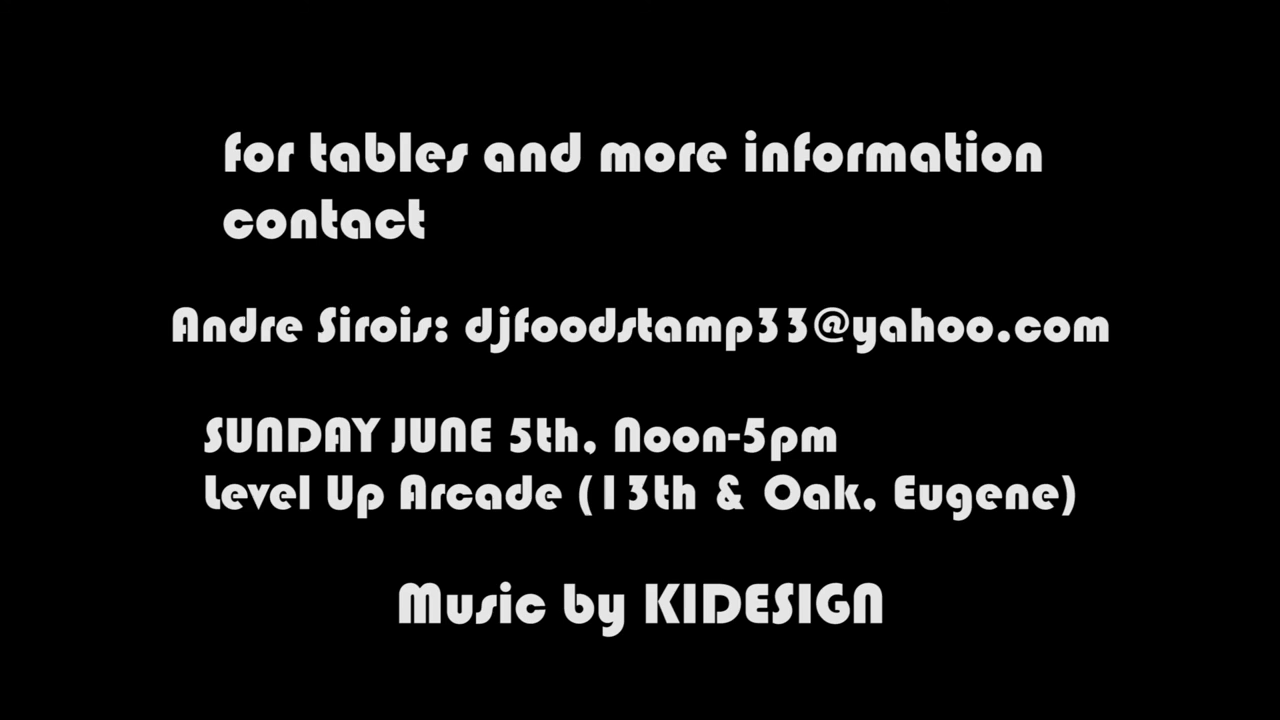 for tables and more information
contact
Andre Sirois: djfoodstamp33@yahoo.com
SUNDAY JUNE 5th, Noon-5pm
Level Up Arcade (13th & Oak, Eugene)
Music by KIDESIGN